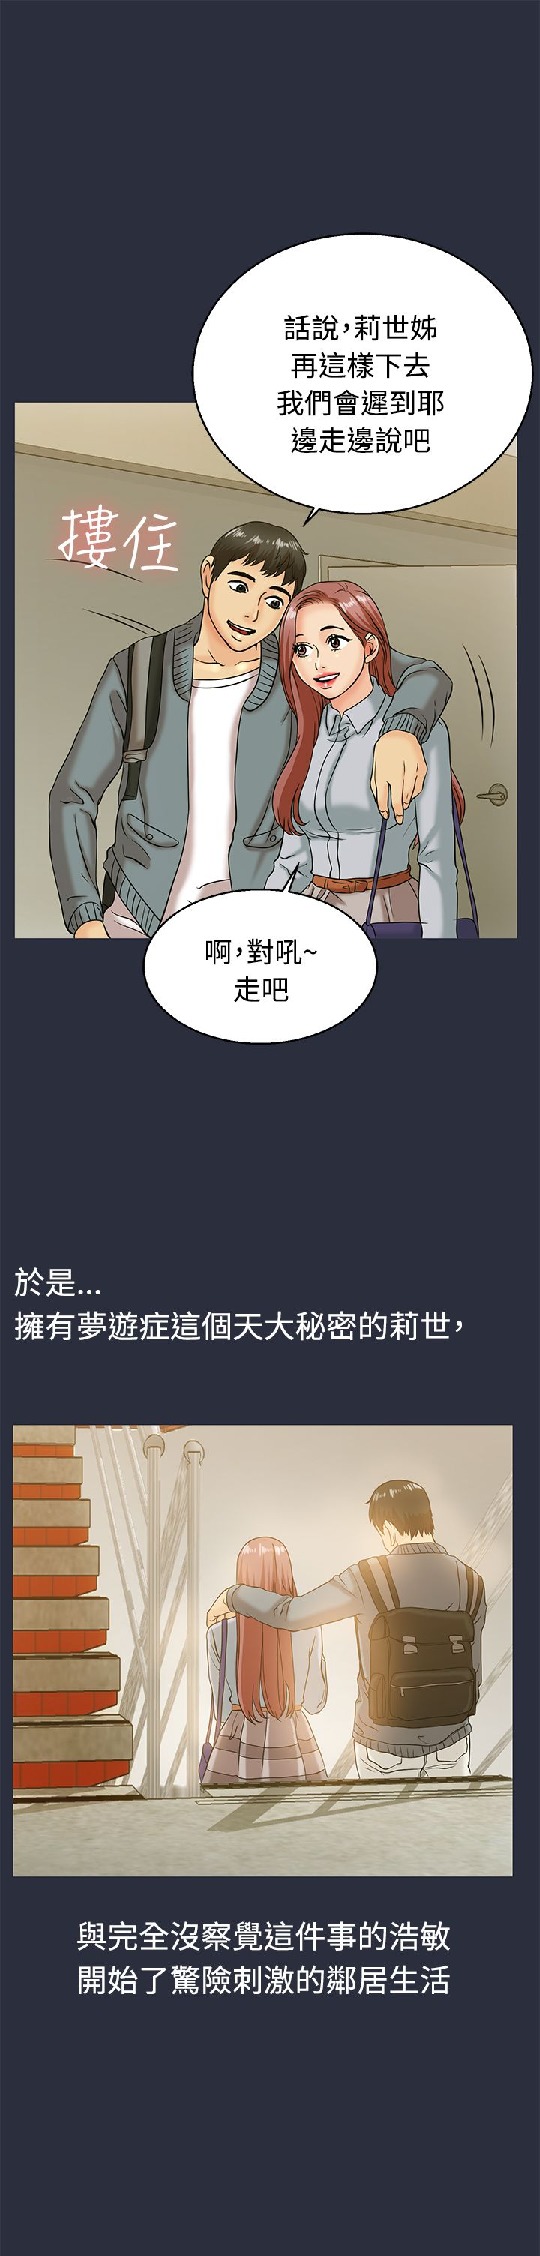 話說，莉世姊
再這樣下去
我們會遲到耶
邊走邊說吧
摟住
啊，對吼~
走吧
於是...
擁有夢遊症這個天大秘密的莉世，
與完全沒察覺這件事的浩敏
開始了驚險刺激的鄰居生活